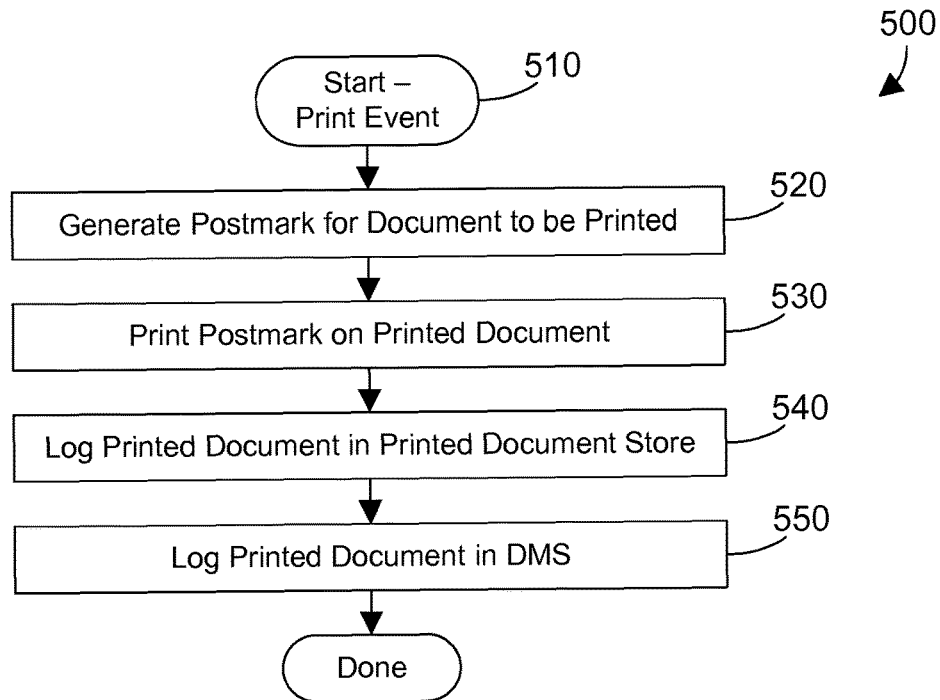 500
Start –
Print Event
510
Generate Postmark for Document to be Printed
520
Print Postmark on Printed Document
530
Log Printed Document in Printed Document Store
540
Log Printed Document in DMS
550
Done